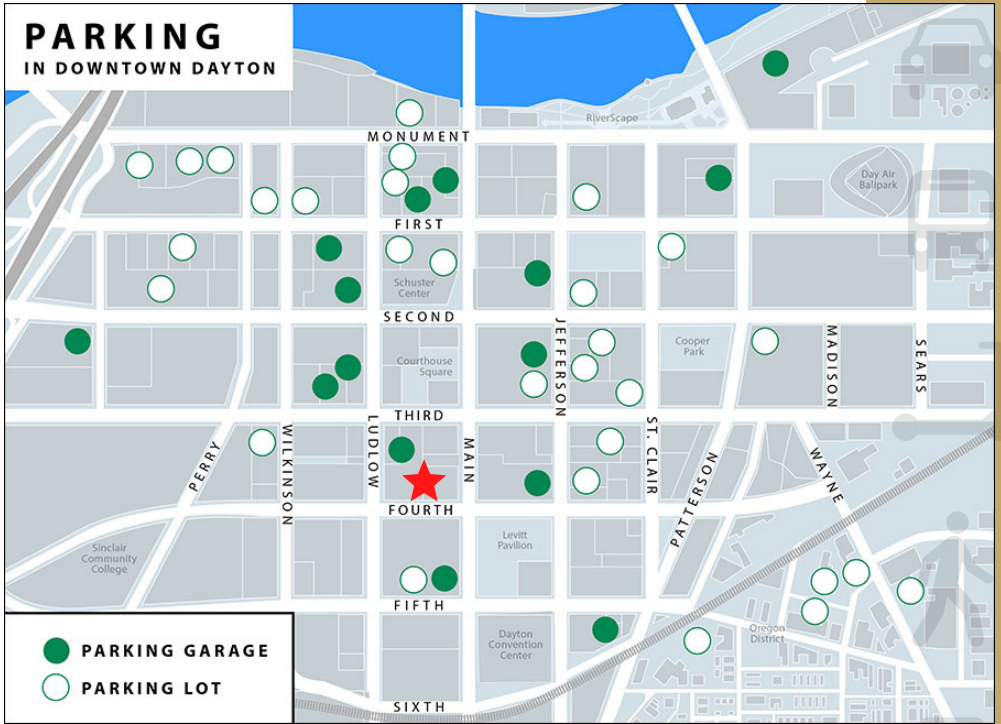 PARKING
IN DOWNTOWN DAYTON
RiverScape
MONUMENT
Day Air
Ballpark
FIRST
Schuster
Center
SECOND
JEFFERSON
Cooper
Park
MADISON
SEARS
Courthouse
Square
THIRD
LUDLOW
MAIN
ST. CLAIR
PERRY
WILKINSON
PATTERSON
WAYNE
FOURTH
Levitt
Pavilion
Sinclair
Community
College
FIFTH
Dayton
Convention
Center
Oregon
District
PARKING GARAGE
PARKING LOT
SIXTH